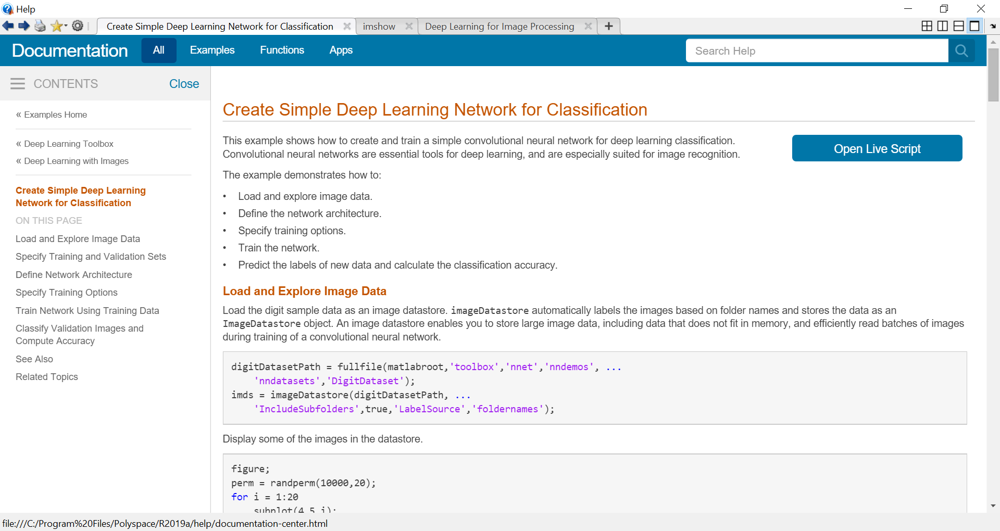 Help
Create Simple Deep Learning Network for Classification
imshow
Deep Learning for Image Processing
Documentation
All
Examples
Functions
Apps
Search Help
CONTENTS
Close
« Examples Home
« Deep Learning Toolbox
« Deep Learning with Images
Create Simple Deep Learning
Network for Classification
ON THIS PAGE
Load and Explore Image Data
Specify Training and Validation Sets
Define Network Architecture
Specify Training Options
Train Network Using Training Data
Classify Validation Images and
Compute Accuracy
See Also
Related Topics
Create Simple Deep Learning Network for Classification
This example shows how to create and train a simple convolutional neural network for deep learning classification.
Convolutional neural networks are essential tools for deep learning, and are especially suited for image recognition.
Open Live Script
The example demonstrates how to:
• Load and explore image data.
• Define the network architecture.
• Specify training options.
• Train the network.
• Predict the labels of new data and calculate the classification accuracy.
Load and Explore Image Data
Load the digit sample data as an image datastore. imageDatastore automatically labels the images based on folder names and stores the data as an
ImageDatastore object. An image datastore enables you to store large image data, including data that does not fit in memory, and efficiently read batches of images
during training of a convolutional neural network.
digitDatasetPath = fullfile(matlabroot,'toolbox','nnet','nndemos', ...
    'nndatasets','DigitDataset');
imds = imageDatastore(digitDatasetPath, ...
    'IncludeSubfolders',true,'LabelSource','foldernames');
Display some of the images in the datastore.
figure;
perm = randperm(10000,20);
for i = 1:20
    subplot(4,5,i);
file:///C:/Program%20Files/Polyspace/R2019a/help/documentation-center.html